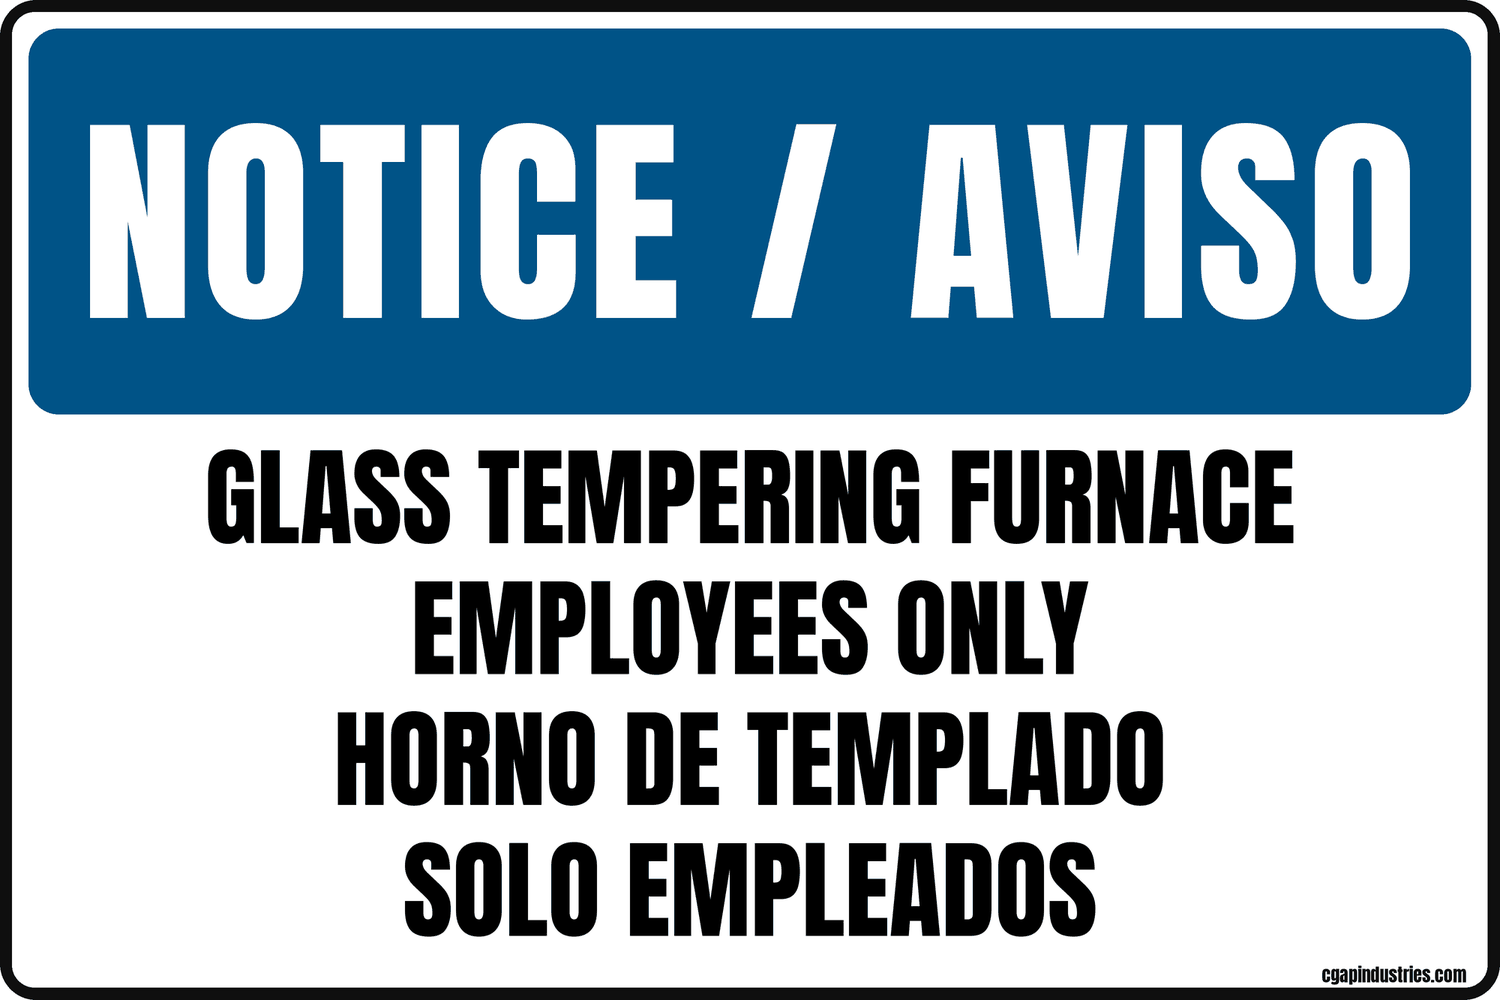 NOTICE / AVISO
GLASS TEMPERING FURNACE
EMPLOYEES ONLY
HORNO DE TEMPLADO
SOLO EMPLEADOS
cgapindustries.com